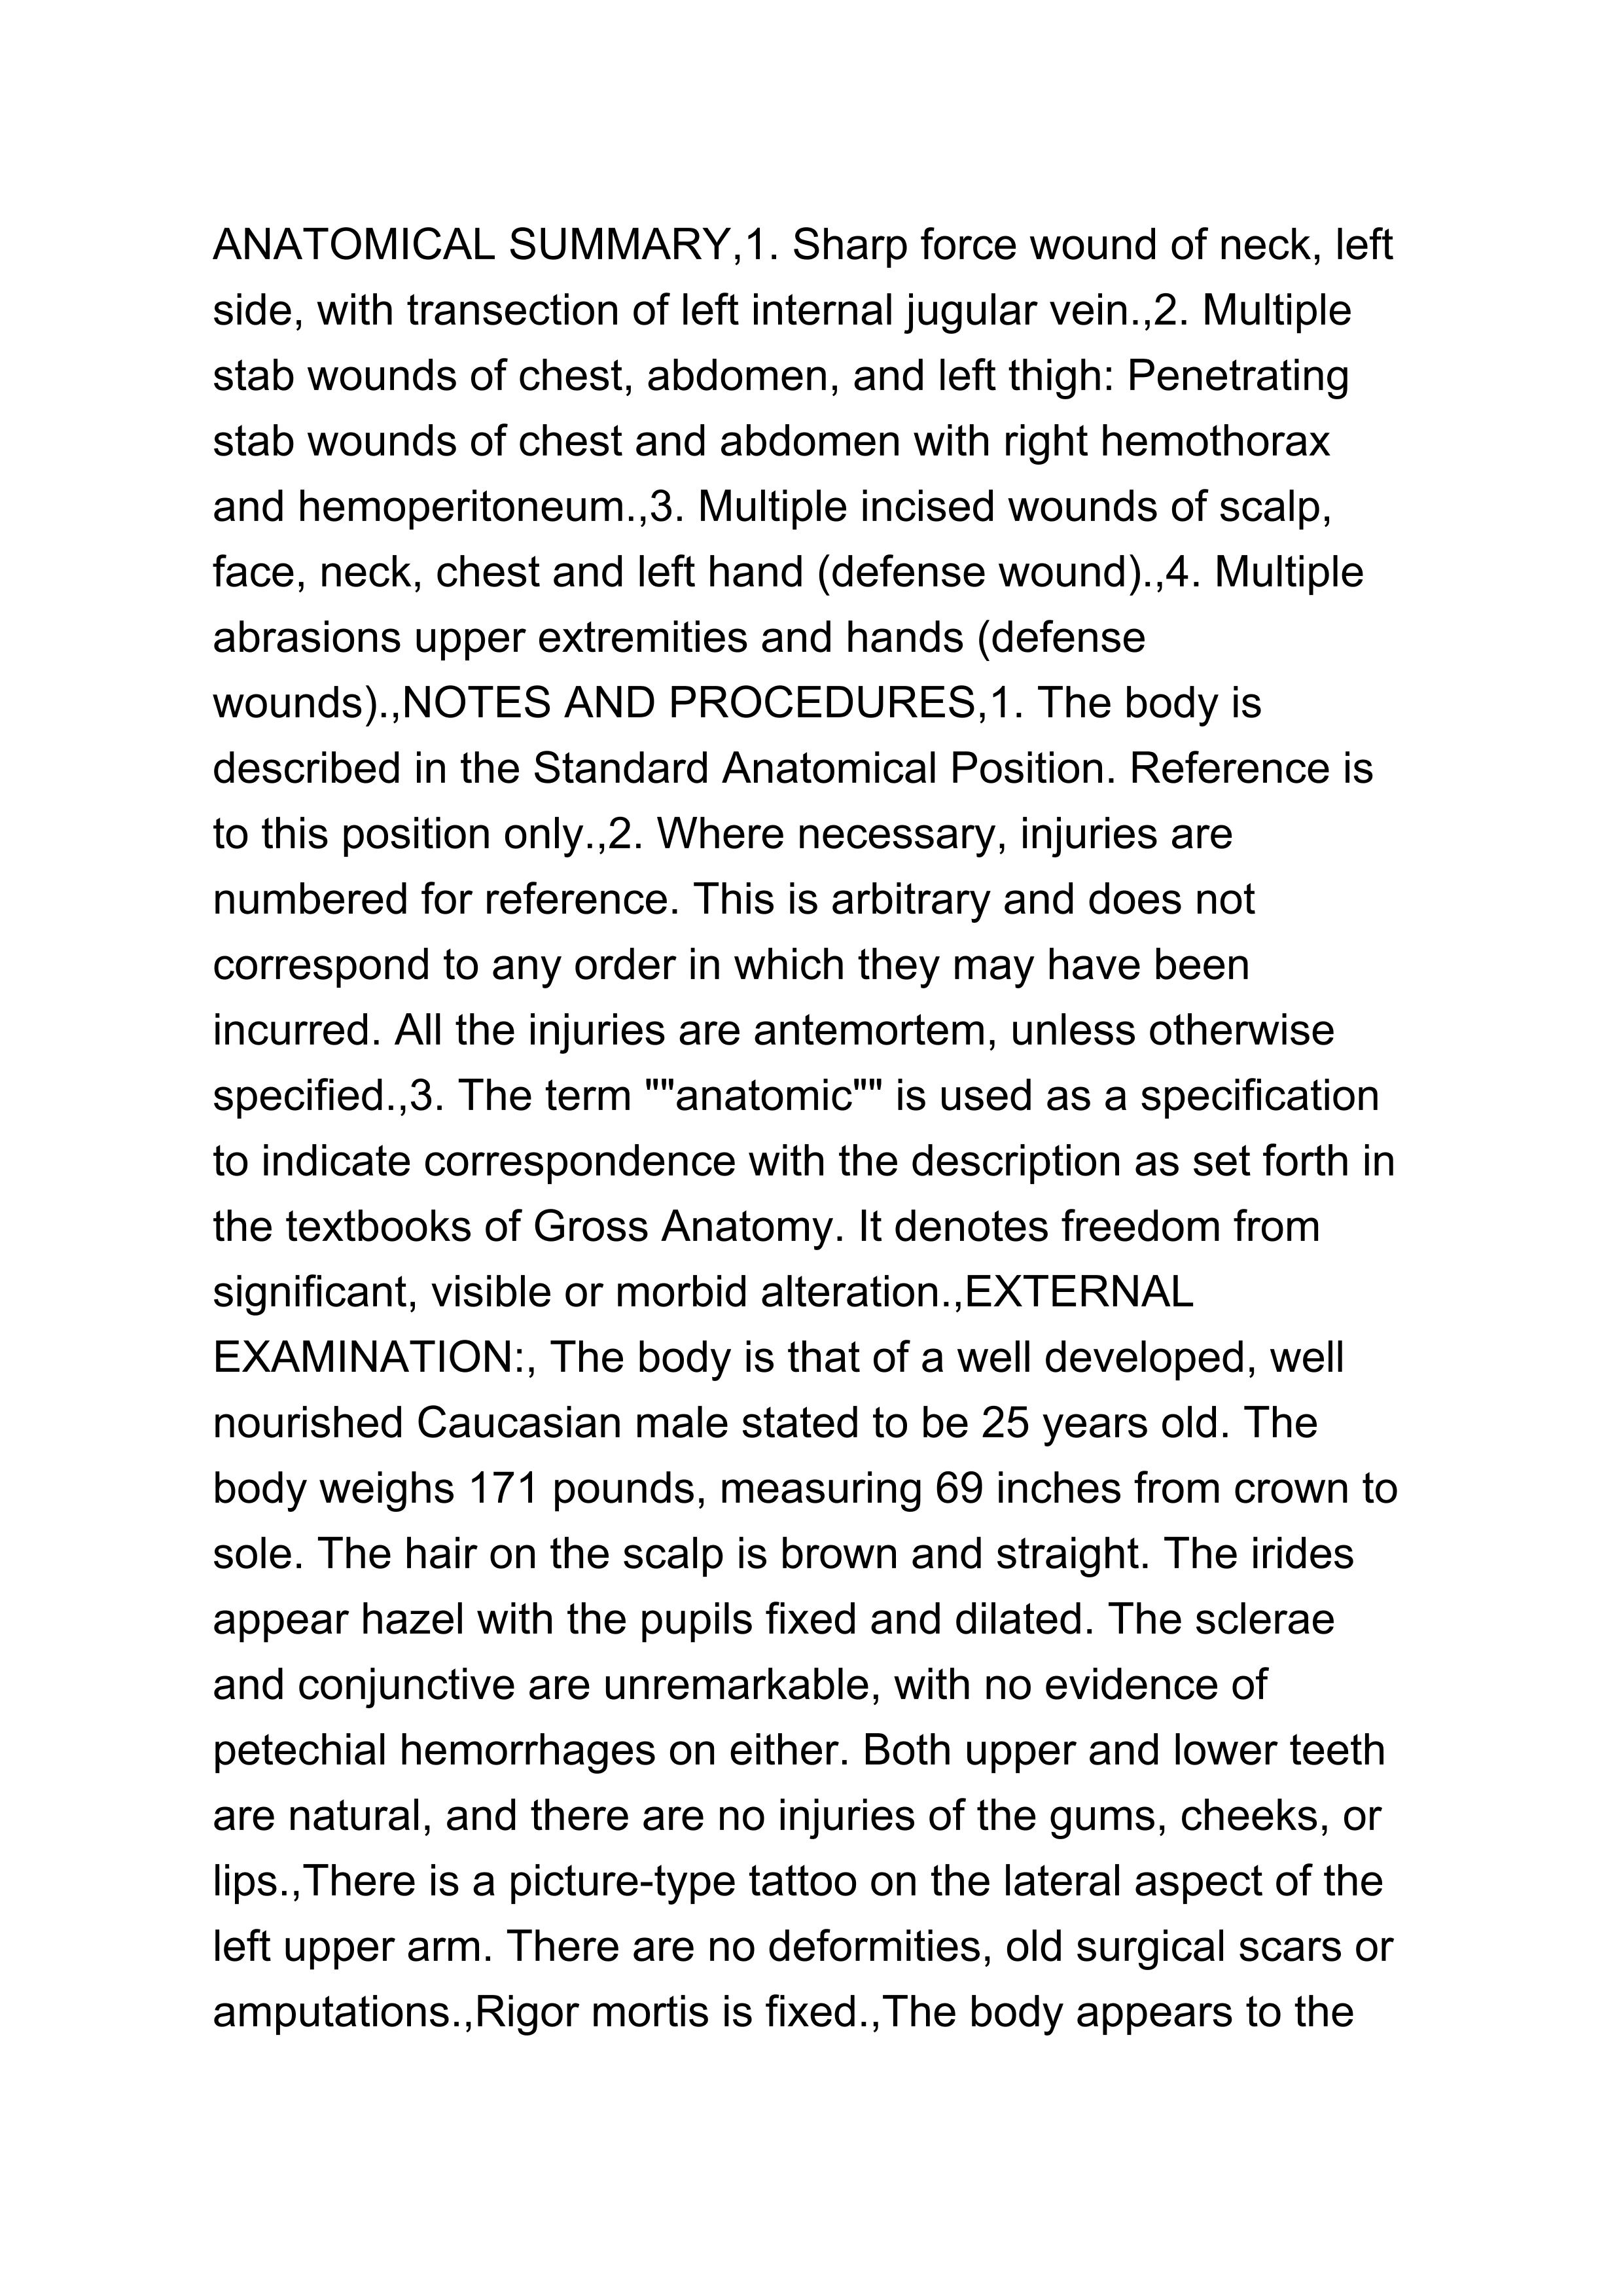 ANATOMICAL SUMMARY,1. Sharp force wound of neck, left
side, with transection of left internal jugular vein.,2. Multiple
stab wounds of chest, abdomen, and left thigh: Penetrating
stab wounds of chest and abdomen with right hemothorax
and hemoperitoneum.,3. Multiple incised wounds of scalp,
face, neck, chest and left hand (defense wound).,4. Multiple
abrasions upper extremities and hands (defense
wounds).,NOTES AND PROCEDURES,1. The body is
described in the Standard Anatomical Position. Reference is
to this position only.,2. Where necessary, injuries are
numbered for reference. This is arbitrary and does not
correspond to any order in which they may have been
incurred. All the injuries are antemortem, unless otherwise
specified.,3. The term ""anatomic"" is used as a specification
to indicate correspondence with the description as set forth in
the textbooks of Gross Anatomy. It denotes freedom from
significant, visible or morbid alteration.,EXTERNAL
EXAMINATION:, The body is that of a well developed, well
nourished Caucasian male stated to be 25 years old. The
body weighs 171 pounds, measuring 69 inches from crown to
sole. The hair on the scalp is brown and straight. The irides
appear hazel with the pupils fixed and dilated. The sclerae
and conjunctive are unremarkable, with no evidence of
petechial hemorrhages on either. Both upper and lower teeth
are natural, and there are no injuries of the gums, cheeks, or
lips.,There is a picture-type tattoo on the lateral aspect of the
left upper arm. There are no deformities, old surgical scars or
amputations.,Rigor mortis is fixed.,The body appears to the